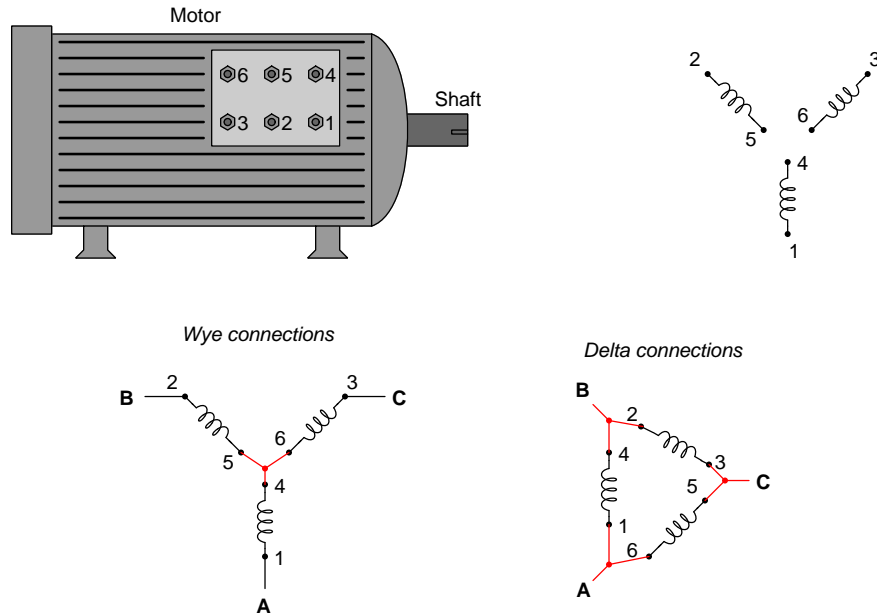 Motor
6 5 4
3 2 1
Shaft
2 3
5 6
4
1
Wye connections
B 2 3 C
5 6
4
1
A
Delta connections
B
2
4 3
5 C
1
6
A